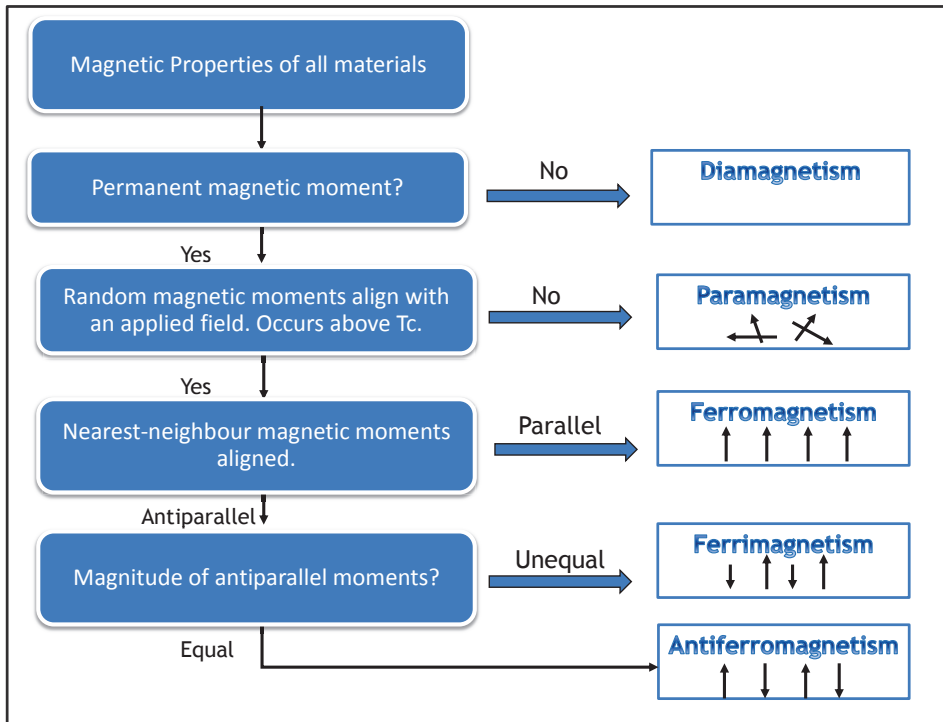 Magnetic Properties of all materials
Permanent magnetic moment?
No
Diamagnetism
Yes
Random magnetic moments align with
an applied field. Occurs above Tc.
No
Paramagnetism
Yes
Nearest-neighbour magnetic moments
aligned.
Parallel
Ferromagnetism
Antiparallel
Magnitude of antiparallel moments?
Unequal
Ferrimagnetism
Equal
Antiferromagnetism